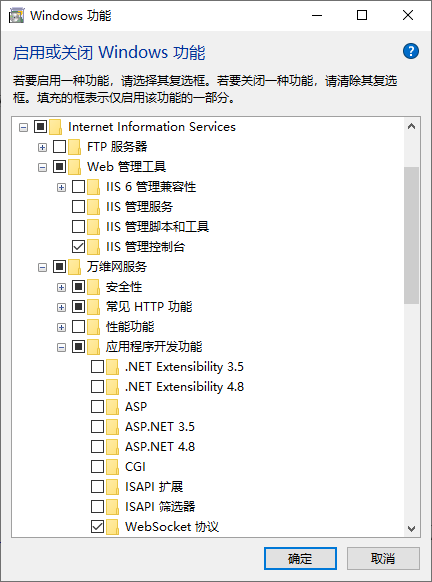 Windows 功能
启用或关闭 Windows 功能
若要启用一种功能，请选择其复选框。若要关闭一种功能，请清除其复选
框。填充的框表示仅启用该功能的一部分。
Internet Information Services
FTP 服务器
Web 管理工具
IIS 6 管理兼容性
IIS 管理服务
IIS 管理脚本和工具
IIS 管理控制台
万维网服务
安全性
常见 HTTP 功能
性能功能
应用程序开发功能
.NET Extensibility 3.5
.NET Extensibility 4.8
ASP
ASP.NET 3.5
ASP.NET 4.8
CGI
ISAPI 扩展
ISAPI 筛选器
WebSocket 协议
确定 取消